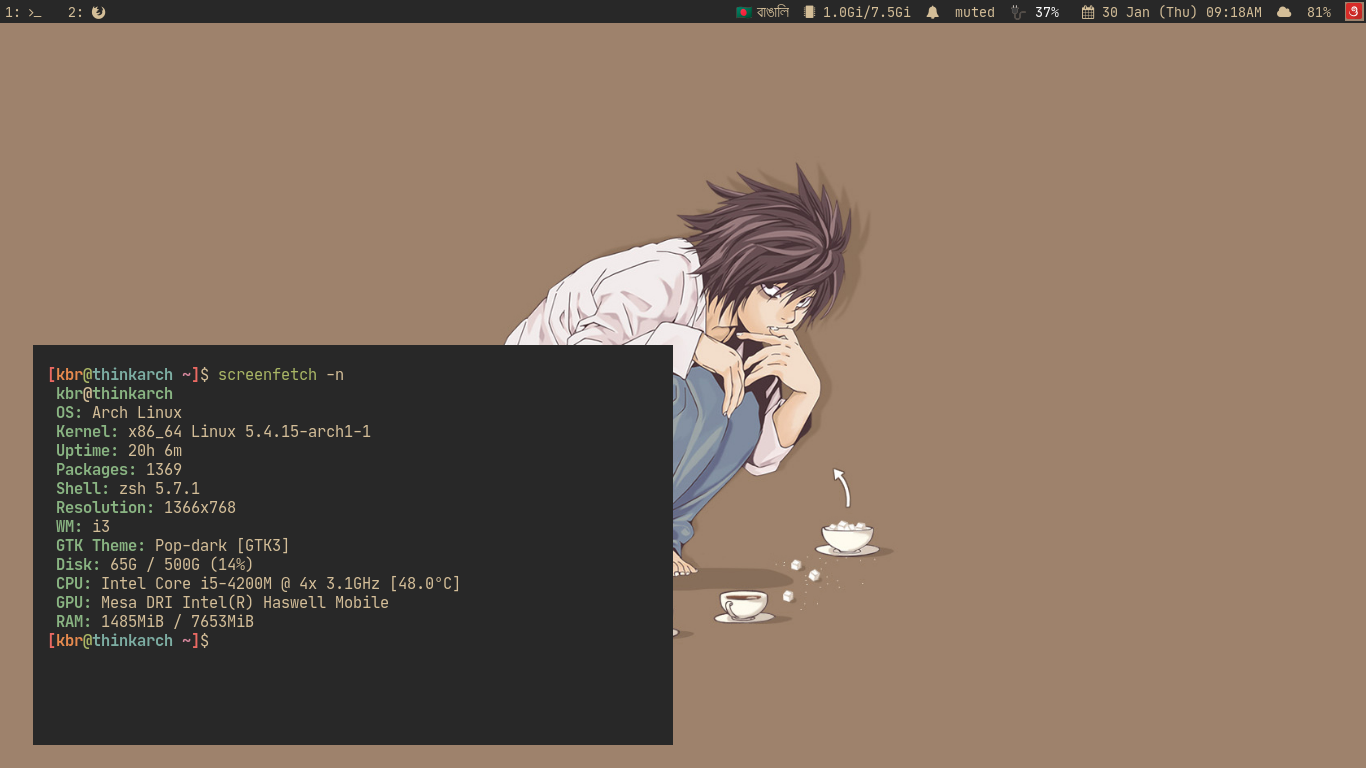 1: >_ 2: বাঙালি 1.0Gi/7.5Gi muted 37% 30 Jan (Thu) 09:18AM 81% ঔ
[kbr@thinkarch ~]$ screenfetch -n
kbr@thinkarch
OS: Arch Linux
Kernel: x86_64 Linux 5.4.15-arch1-1
Uptime: 20h 6m
Packages: 1369
Shell: zsh 5.7.1
Resolution: 1366x768
WM: i3
GTK Theme: Pop-dark [GTK3]
Disk: 65G / 500G (14%)
CPU: Intel Core i5-4200M @ 4x 3.1GHz [48.0°C]
GPU: Mesa DRI Intel(R) Haswell Mobile
RAM: 1485MiB / 7653MiB
[kbr@thinkarch ~]$